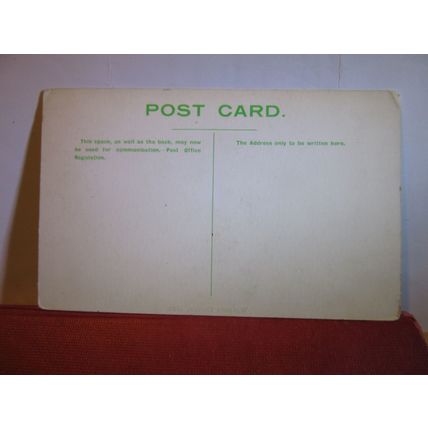 POST CARD.
This space, as well as the back, may now
be used for communication.—Post Office
Regulation.
The Address only to be written here.